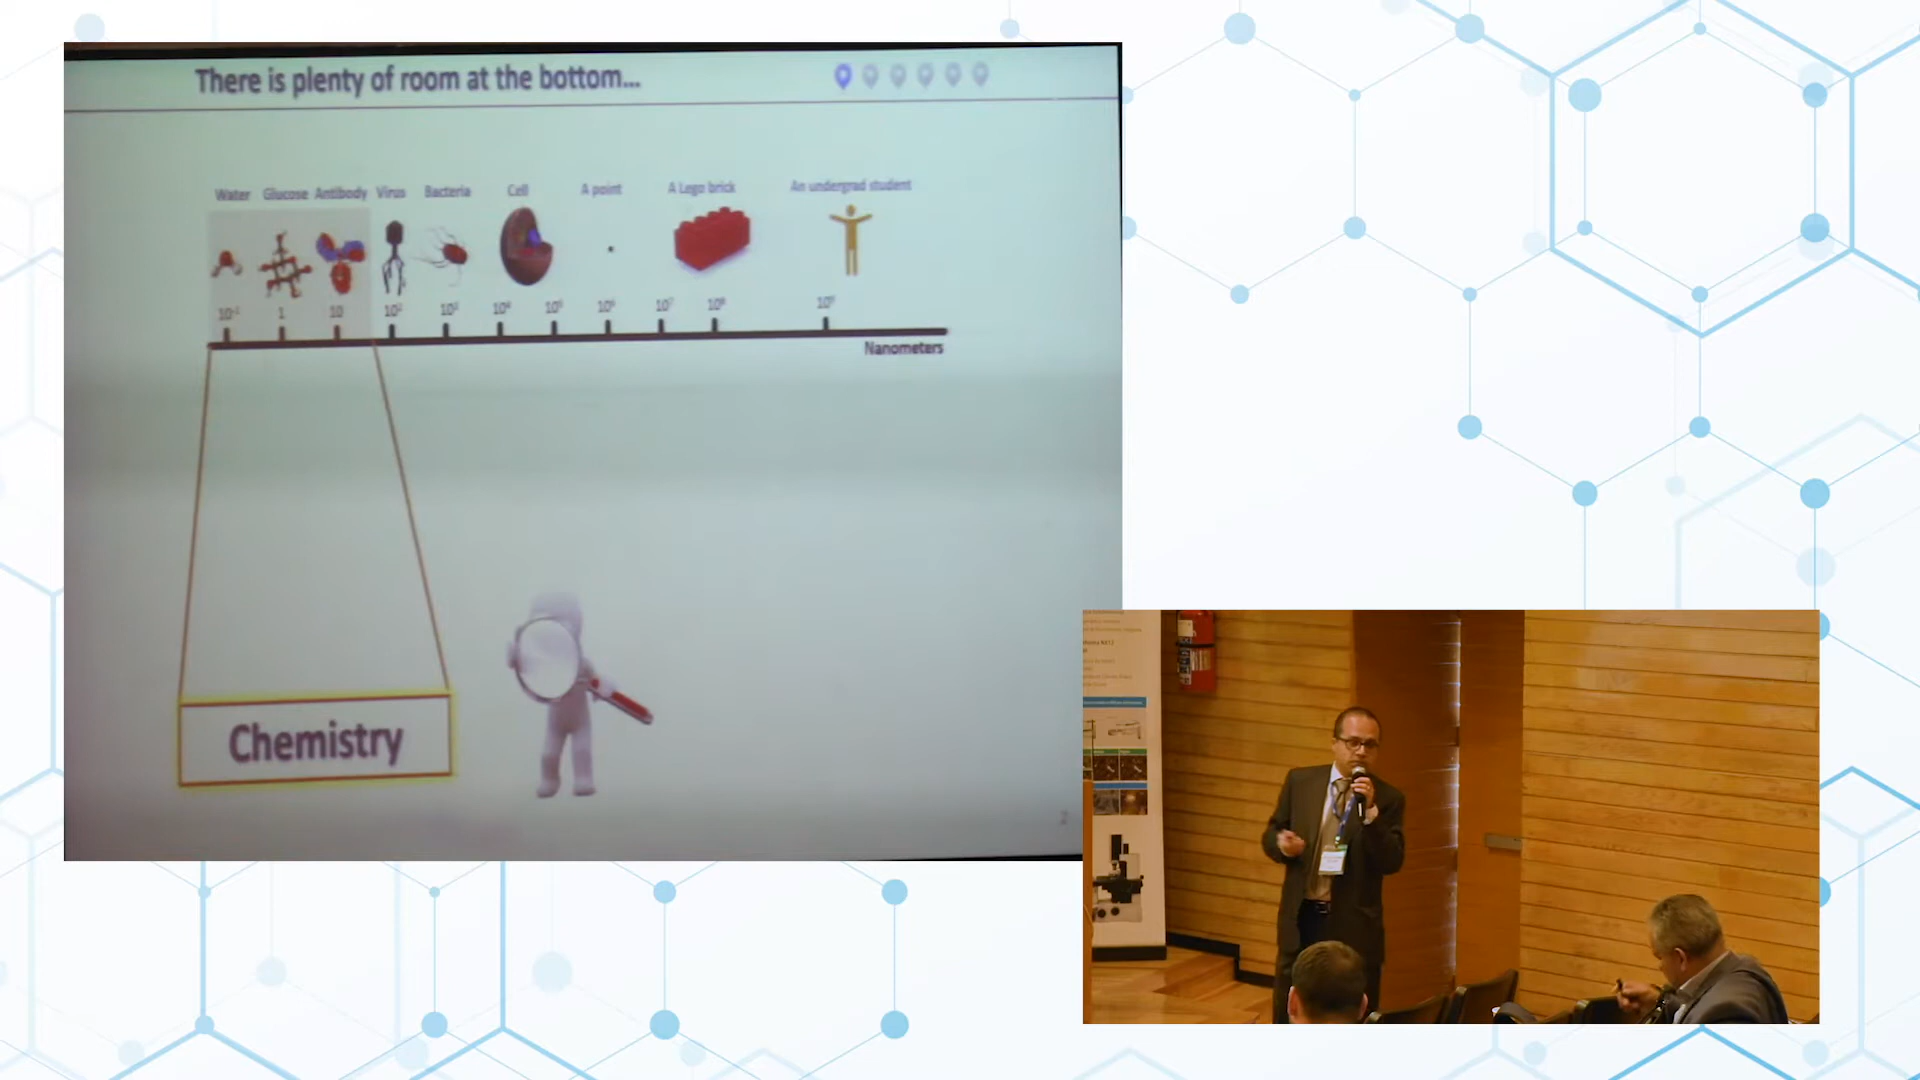 There is plenty of room at the bottom...
Water Glucose Antibody Virus Bacteria Cell A point A Lego brick An undergrad student
10⁻¹ 1 10 10² 10³ 10⁴ 10⁵ 10⁶ 10⁷ 10⁸ 10⁹
Nanometers
Chemistry
2